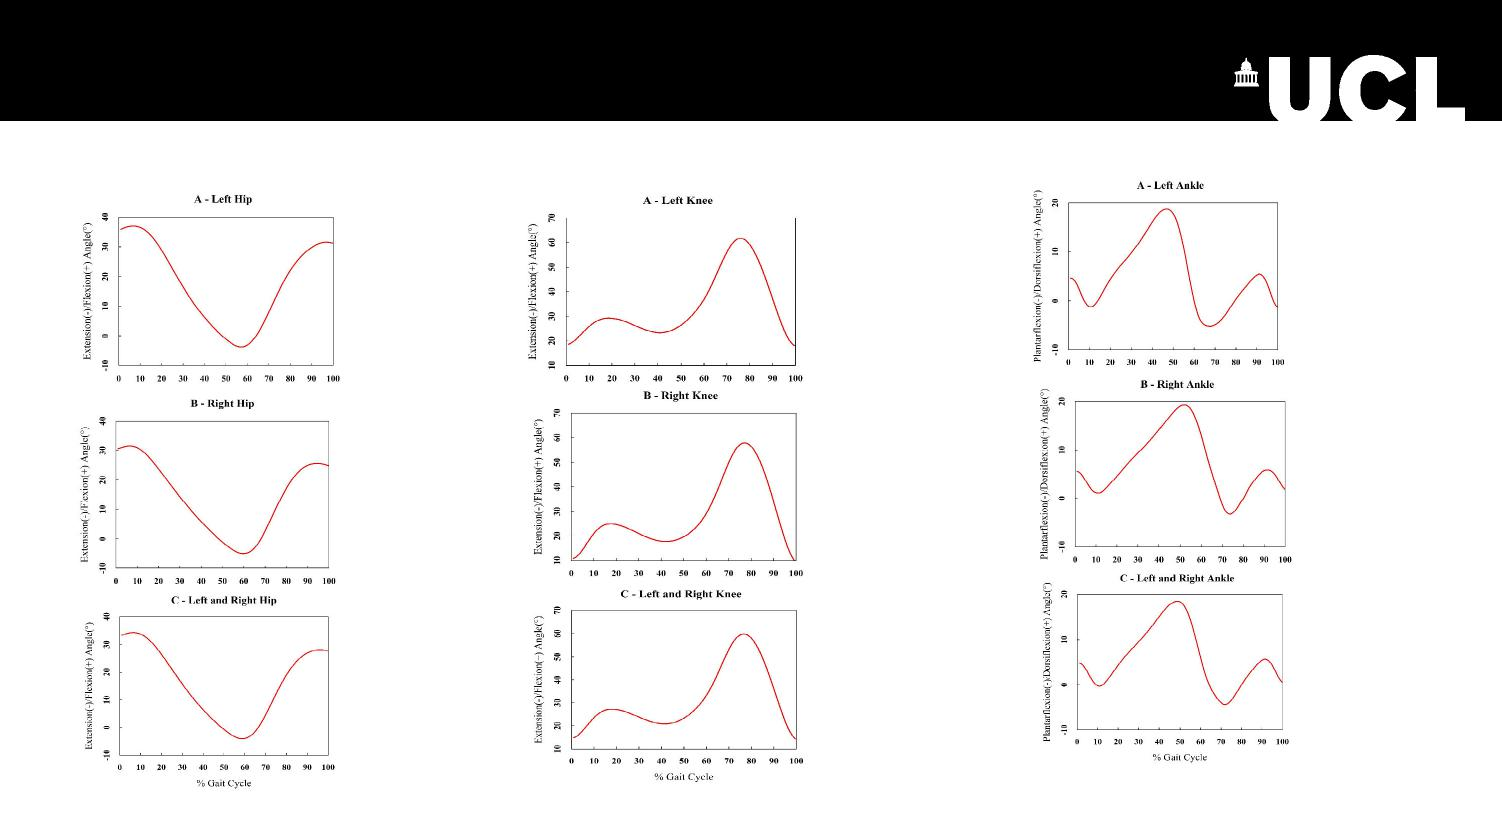 UCL
A - Left Hip
Extension(-)/Flexion(+) Angle(°)
40
30
20
10
0
-10
0 10 20 30 40 50 60 70 80 90 100
B - Right Hip
Extension(-)/Flexion(+) Angle(°)
40
30
20
10
0
-10
0 10 20 30 40 50 60 70 80 90 100
C - Left and Right Hip
Extension(-)/Flexion(+) Angle(°)
40
30
20
10
0
-10
0 10 20 30 40 50 60 70 80 90 100
% Gait Cycle
A - Left Knee
Extension(-)/Flexion(+) Angle(°)
70
60
50
40
30
20
10
0 10 20 30 40 50 60 70 80 90 100
B - Right Knee
Extension(-)/Flexion(+) Angle(°)
70
60
50
40
30
20
10
0 10 20 30 40 50 60 70 80 90 100
C - Left and Right Knee
Extension(-)/Flexion(-) Angle(°)
70
60
50
40
30
20
10
0 10 20 30 40 50 60 70 80 90 100
% Gait Cycle
A - Left Ankle
Plantarflexion(-)/Dorsiflexion(+) Angle(°)
20
10
0
-10
0 10 20 30 40 50 60 70 80 90 100
B - Right Ankle
Plantarflexion(-)/Dorsiflexion(+) Angle(°)
20
10
0
-10
0 10 20 30 40 50 60 70 80 90 100
C - Left and Right Ankle
Plantarflexion(-)/Dorsiflexion(+) Angle(°)
20
10
0
-10
0 10 20 30 40 50 60 70 80 90 100
% Gait Cycle